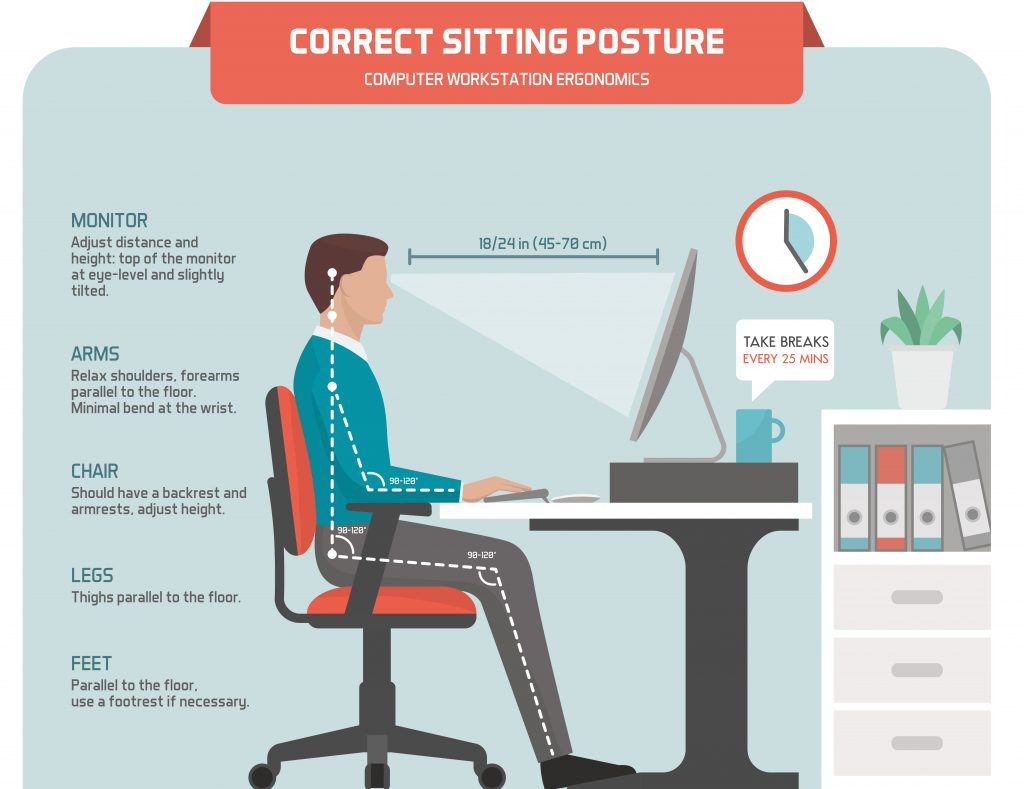 CORRECT SITTING POSTURE
COMPUTER WORKSTATION ERGONOMICS
MONITOR
Adjust distance and
height: top of the monitor
at eye-level and slightly
tilted.
ARMS
Relax shoulders, forearms
parallel to the floor.
Minimal bend at the wrist.
CHAIR
Should have a backrest and
armrests, adjust height.
LEGS
Thighs parallel to the floor.
FEET
Parallel to the floor,
use a footrest if necessary.
18/24 in (45-70 cm)
90-120°
90-120°
90-120°
TAKE BREAKS
EVERY 25 MINS